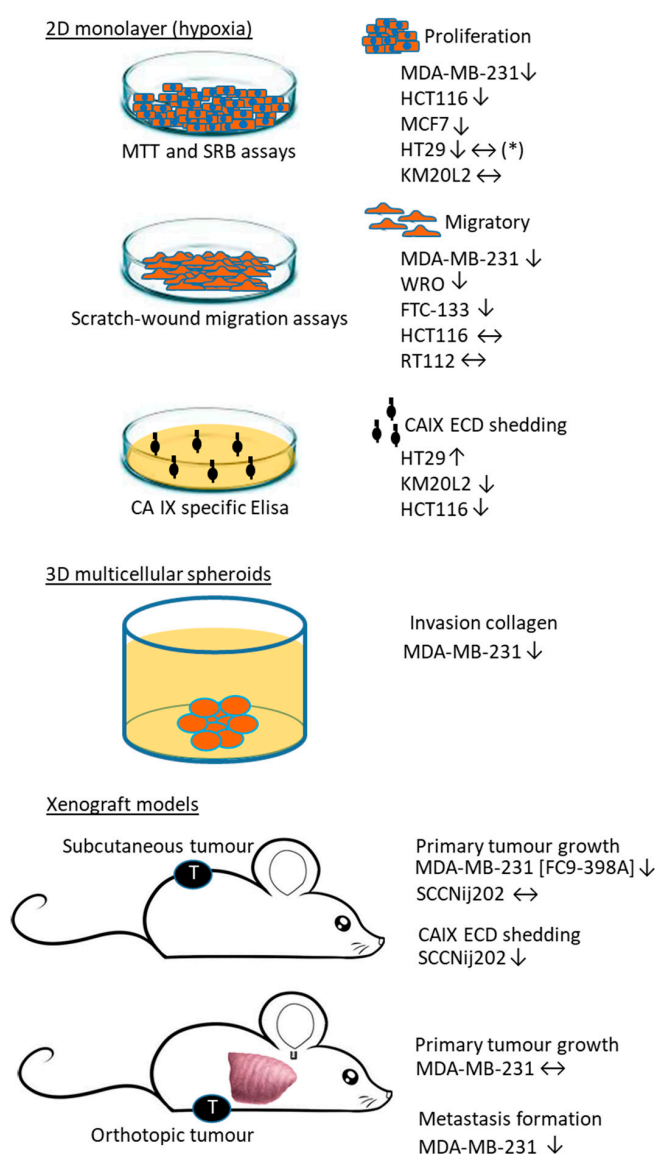 2D monolayer (hypoxia)
Proliferation
MDA-MB-231↓
HCT116 ↓
MCF7 ↓
HT29 ↓ ↔ (*)
KM20L2 ↔
MTT and SRB assays
Migratory
MDA-MB-231 ↓
WRO ↓
FTC-133 ↓
HCT116 ↔
RT112 ↔
Scratch-wound migration assays
CAIX ECD shedding
HT29 ↑
KM20L2 ↓
HCT116 ↓
CA IX specific Elisa
3D multicellular spheroids
Invasion collagen
MDA-MB-231 ↓
Xenograft models
Subcutaneous tumour
T
Primary tumour growth
MDA-MB-231 [FC9-398A] ↓
SCCNij202 ↔
CAIX ECD shedding
SCCNij202 ↓
Primary tumour growth
MDA-MB-231 ↔
T
Orthotopic tumour
Metastasis formation
MDA-MB-231 ↓